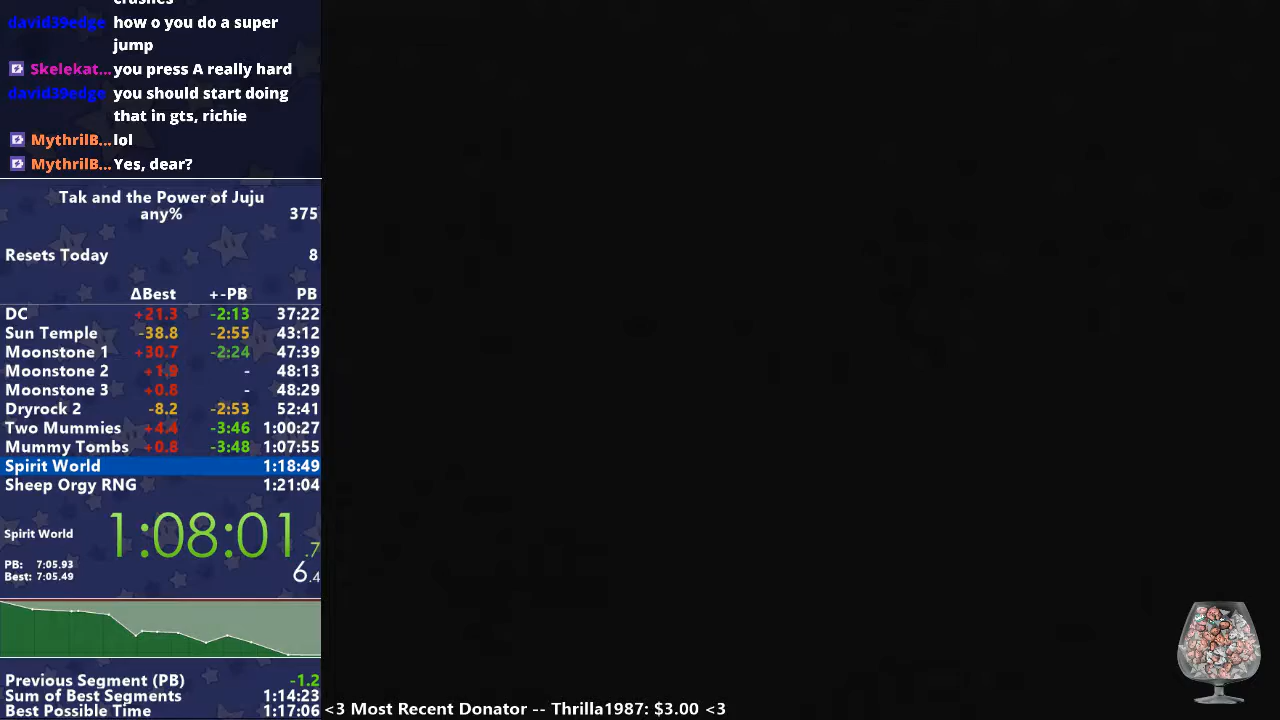 crashes
david39edge how o you do a super
jump
Skelekat... you press A really hard
david39edge you should start doing
that in gts, richie
MythrilB... lol
MythrilB... Yes, dear?
Tak and the Power of Juju
any% 375
Resets Today 8
ΔBest +-PB PB
DC +21.3 -2:13 37:22
Sun Temple -38.8 -2:55 43:12
Moonstone 1 +30.7 -2:24 47:39
Moonstone 2 +1.9 - 48:13
Moonstone 3 +0.8 - 48:29
Dryrock 2 -8.2 -2:53 52:41
Two Mummies +4.4 -3:46 1:00:27
Mummy Tombs +0.8 -3:48 1:07:55
Spirit World 1:18:49
Sheep Orgy RNG 1:21:04
Spirit World 1:08:01.7
PB: 7:05.93
Best: 7:05.49 6.4
Previous Segment (PB) -1.2
Sum of Best Segments 1:14:23
Best Possible Time 1:17:06
<3 Most Recent Donator -- Thrilla1987: $3.00 <3